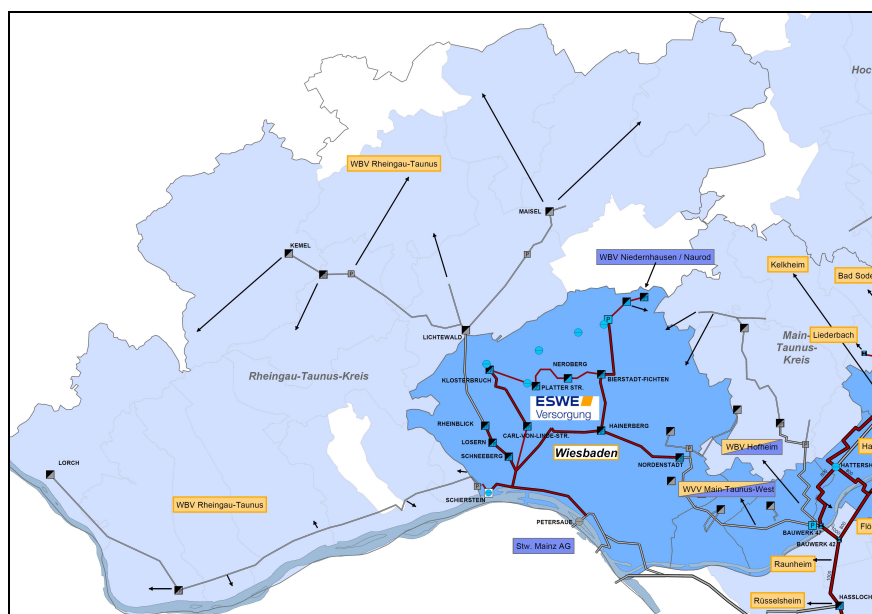 Hoc
WBV Rheingau-Taunus
MAISEL
KEMEL
WBV Niedernhausen / Naurod
Kelkheim
Bad Sode
P
P
P
LICHTEWALD
Liederbach
Main-
Taunus-
Kreis
Rheingau-Taunus-Kreis
NEROBERG
KLOSTERBRUCH
PLATTER STR.
BIERSTADT-FICHTEN
ESWE
Versorgung
RHEINBLICK
CARL-VON-LINDE-STR.
HAINERBERG
LOSERN
SCHNEEBERG
Wiesbaden
NORDENSTADT
P
P
WBV Hofheim
Ha
HATTERSH
LORCH
P
WBV Rheingau-Taunus
SCHIERSTEIN
WVV Main-Taunus-West
PETERSAUE
P
BAUWERK 47
Flö
BAUWERK 42
Stw. Mainz AG
Raunheim
Rüsselsheim
HASSLOCH